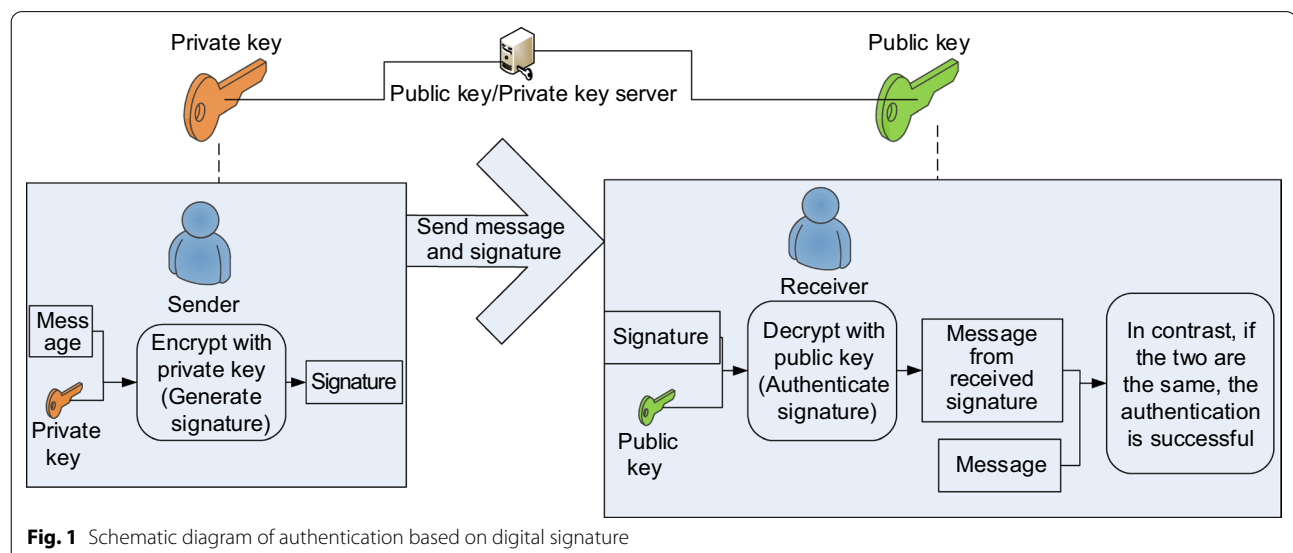 Private key
Public key
Public key/Private key server
Send message
and signature
Sender
Mess
age
Private
key
Encrypt with
private key
(Generate
signature)
Signature
Receiver
Signature
Public
key
Decrypt with
public key
(Authenticate
signature)
Message
from
received
signature
Message
In contrast, if
the two are
the same, the
authentication
is successful
Fig. 1 Schematic diagram of authentication based on digital signature